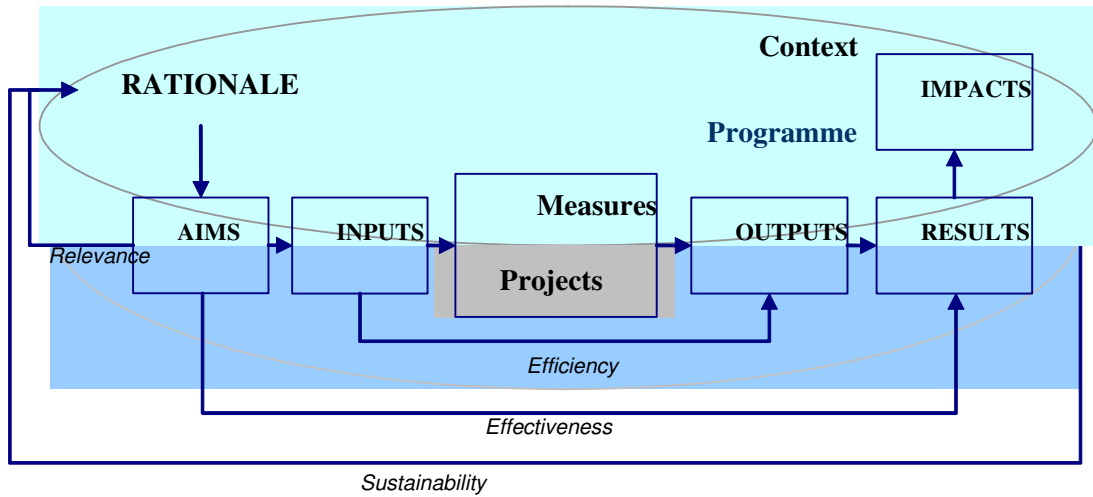 Context
RATIONALE
IMPACTS
Programme
Measures
AIMS
INPUTS
OUTPUTS
RESULTS
Relevance
Projects
Efficiency
Effectiveness
Sustainability